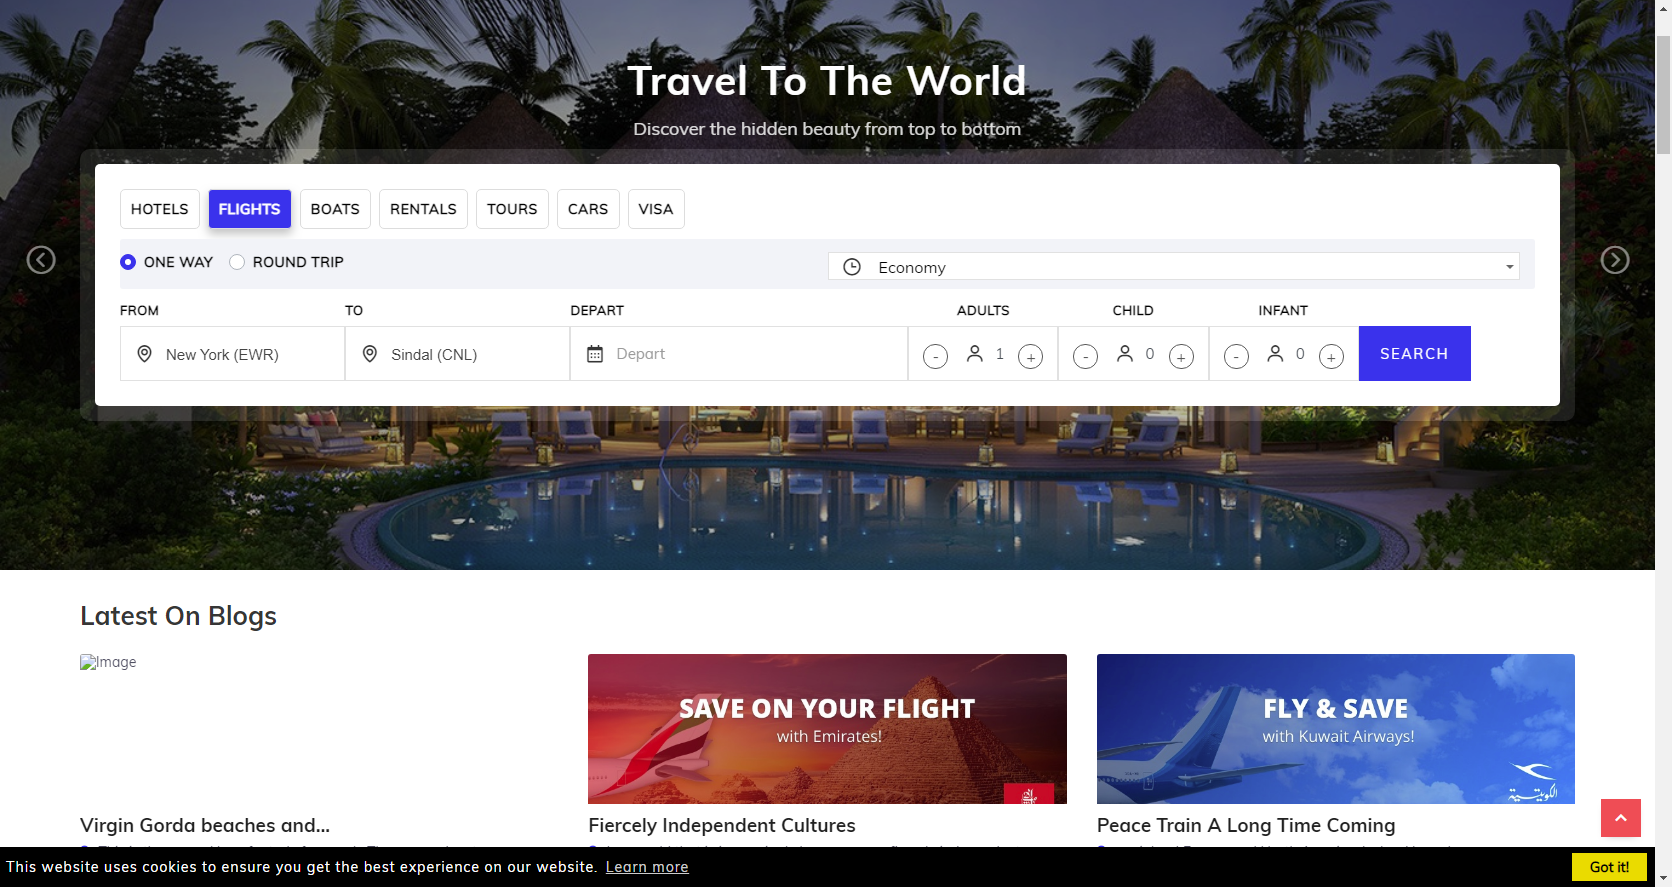 Travel To The World
Discover the hidden beauty from top to bottom
HOTELS FLIGHTS BOATS RENTALS TOURS CARS VISA
ONE WAY ROUND TRIP Economy
FROM TO DEPART ADULTS CHILD INFANT
New York (EWR) Sindal (CNL) Depart - 1 + - 0 + - 0 + SEARCH
Latest On Blogs
Image
SAVE ON YOUR FLIGHT
with Emirates!
FLY & SAVE
with Kuwait Airways!
الكويتية
Virgin Gorda beaches and...
Fiercely Independent Cultures
Peace Train A Long Time Coming
This website uses cookies to ensure you get the best experience on our website. Learn more Got it!